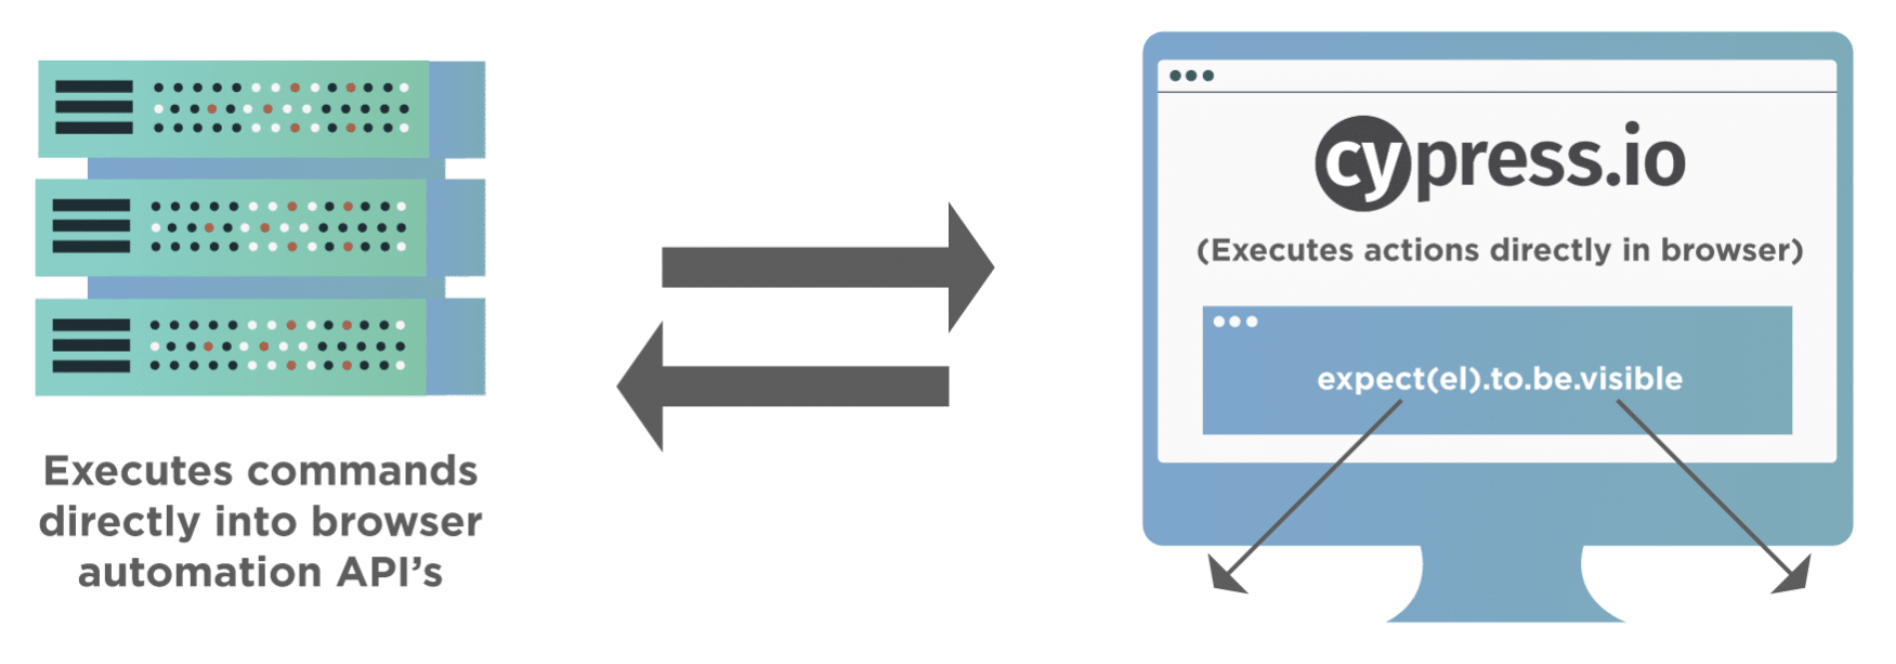 cypress.io
(Executes actions directly in browser)
expect(el).to.be.visible
Executes commands
directly into browser
automation API’s